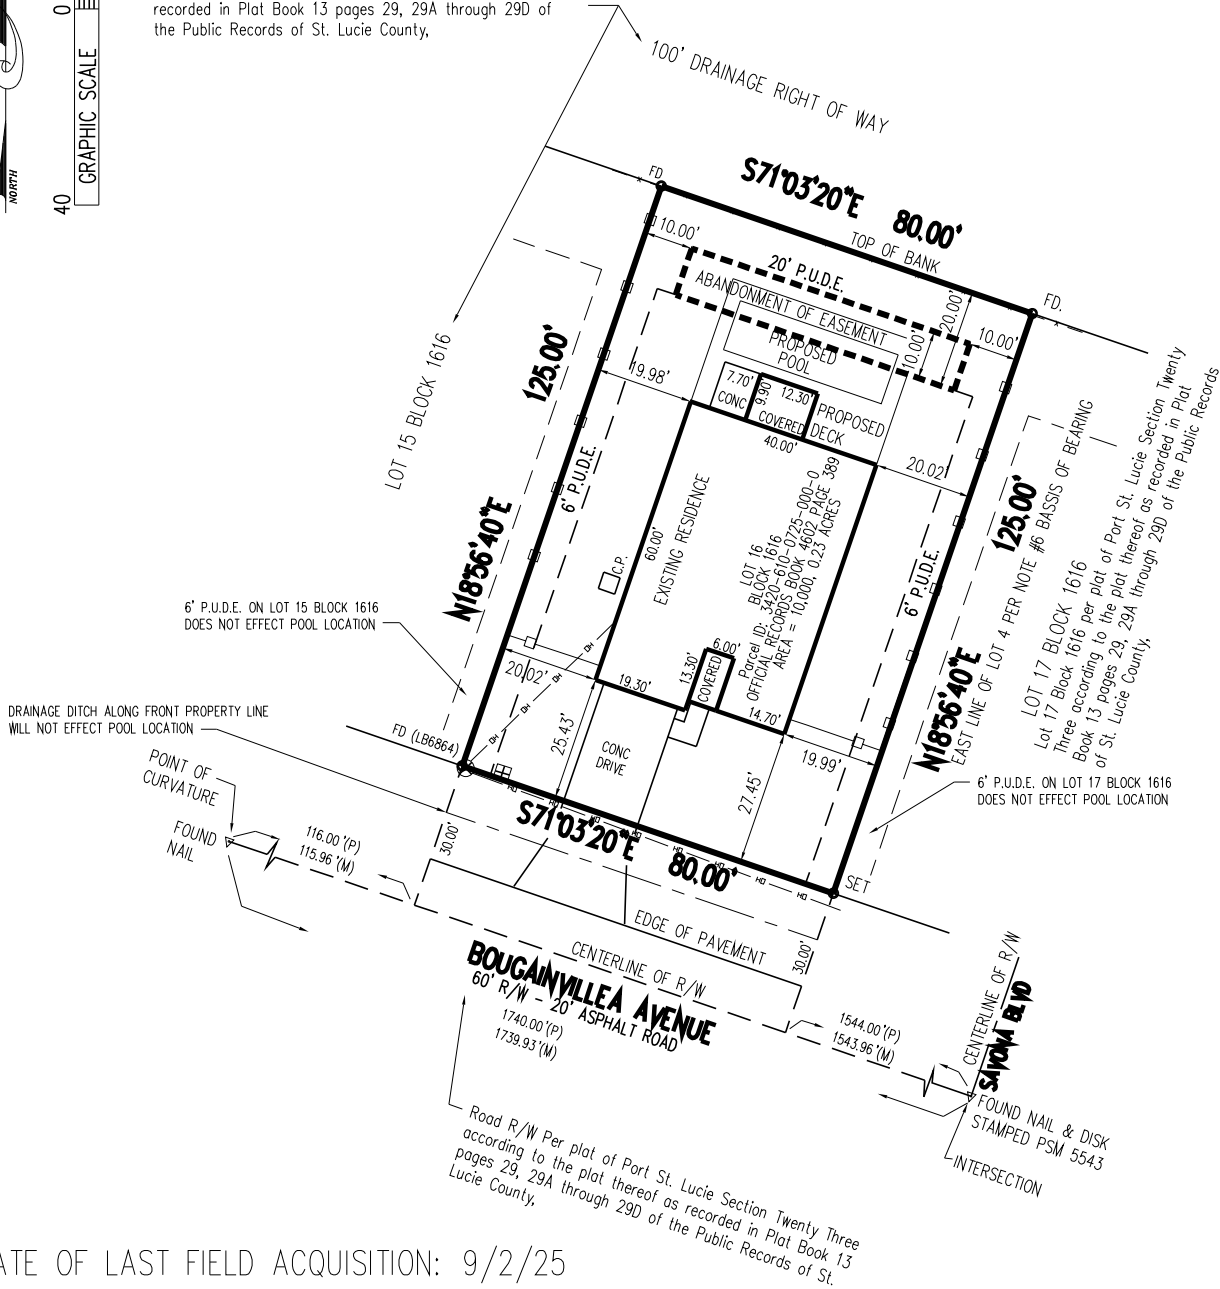 recorded in Plat Book 13 pages 29, 29A through 29D of
the Public Records of St. Lucie County,
0
40
GRAPHIC SCALE
NORTH
100' DRAINAGE RIGHT OF WAY
FD
S71°03'20"E 80.00'
TOP OF BANK
FD.
10.00'
20' P.U.D.E.
ABANDONMENT OF EASEMENT
20.00'
10.00'
10.00'
PROPOSED
POOL
LOT 15 BLOCK 1616
125.00'
19.98'
7.70'
CONC
9.90'
12.30'
COVERED
PROPOSED
DECK
40.00'
20.02'
6' P.U.D.E.
N18°56'40"E
60.00'
EXISTING RESIDENCE
C.P.
LOT 16
BLOCK 1616
Parcel ID: 3420-610-0725-000-0
OFFICIAL RECORDS BOOK 4602 PAGE 389
AREA = 10,000, 0.23 ACRES
6' P.U.D.E.
125.00'
N18°56'40"E
EAST LINE OF LOT 4 PER NOTE #6 BASSIS OF BEARING
LOT 17 BLOCK 1616
Lot 17 Block 1616 per plat of Port St. Lucie Section Twenty
Three according to the plat thereof as recorded in Plat
Book 13 pages 29, 29A through 29D of the Public Records
of St. Lucie County,
6' P.U.D.E. ON LOT 15 BLOCK 1616
DOES NOT EFFECT POOL LOCATION
DRAINAGE DITCH ALONG FRONT PROPERTY LINE
WILL NOT EFFECT POOL LOCATION
6' P.U.D.E. ON LOT 17 BLOCK 1616
DOES NOT EFFECT POOL LOCATION
20.02'
19.30'
13.30'
6.00'
COVERED
14.70'
25.43'
CONC
DRIVE
27.45'
19.99'
OH
OH
OH
OH
OH
OH
OH
OH
OH
OH
OH
OH
FD (LB6864)
S71°03'20"E 80.00'
SET
POINT OF
CURVATURE
FOUND
NAIL
116.00'(P)
115.96'(M)
30.00'
EDGE OF PAVEMENT
30.00'
CENTERLINE OF R/W
BOUGAINVILLEA AVENUE
60' R/W - 20' ASPHALT ROAD
1740.00'(P)
1739.93'(M)
1544.00'(P)
1543.96'(M)
CENTERLINE OF R/W
SAVONA BLVD
FOUND NAIL & DISK
STAMPED PSM 5543
INTERSECTION
Road R/W Per plat of Port St. Lucie Section Twenty Three
according to the plat thereof as recorded in Plat Book 13
pages 29, 29A through 29D of the Public Records of St.
Lucie County,
ATE OF LAST FIELD ACQUISITION: 9/2/25